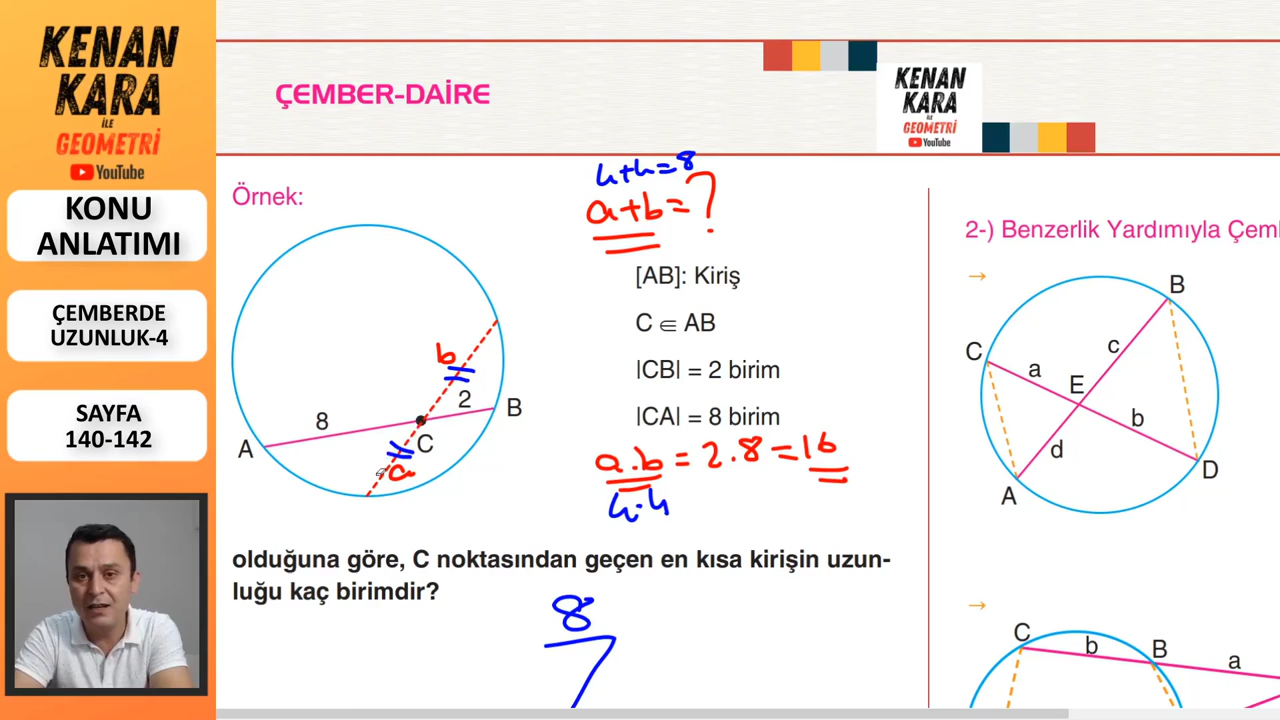 KENAN
KARA
İLE
GEOMETRİ
YouTube
KONU
ANLATIMI
ÇEMBERDE
UZUNLUK-4
SAYFA
140-142
ÇEMBER-DAİRE
KENAN
KARA
İLE
GEOMETRİ
YouTube
Örnek:
4+4=8
a+b=?
[AB]: Kiriş
C ∈ AB
|CB| = 2 birim
|CA| = 8 birim
a.b = 2.8 = 16
4.4
b
8
2
A
B
C
a
olduğuna göre, C noktasından geçen en kısa kirişin uzun-
luğu kaç birimdir?
8
2-) Benzerlik Yardımıyla
→
B
C
a
c
E
b
d
A
D
→
C
b
B
a